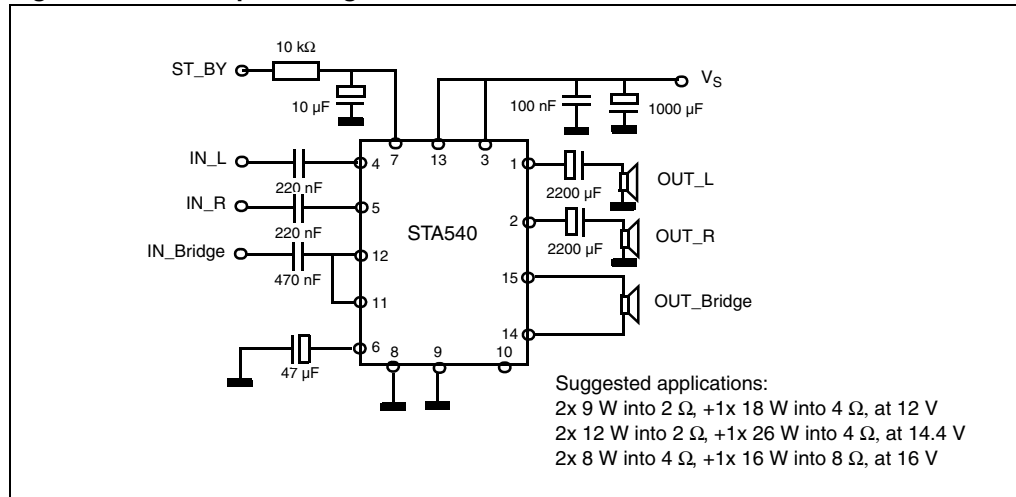 10 kΩ
ST_BY
10 µF
VS
100 nF
1000 µF
7
13
3
IN_L
220 nF
4
1
2200 µF
OUT_L
IN_R
220 nF
5
STA540
2
2200 µF
OUT_R
IN_Bridge
470 nF
12
15
OUT_Bridge
11
14
47 µF
6
8
9
10
Suggested applications:
2x 9 W into 2 Ω, +1x 18 W into 4 Ω, at 12 V
2x 12 W into 2 Ω, +1x 26 W into 4 Ω, at 14.4 V
2x 8 W into 4 Ω, +1x 16 W into 8 Ω, at 16 V